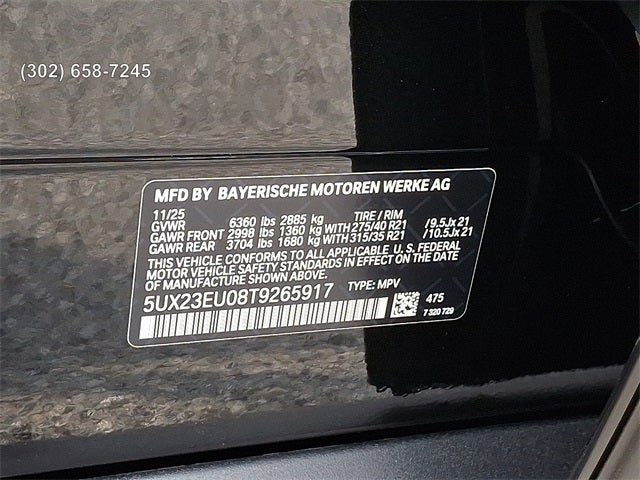 (302) 658-7245
MFD BY BAYERISCHE MOTOREN WERKE AG
11/25
GVWR 6360 lbs 2885 kg TIRE / RIM
GAWR FRONT 2998 lbs 1360 kg WITH 275/40 R21 /9.5Jx 21
GAWR REAR 3704 lbs 1680 kg WITH 315/35 R21 /10.5Jx 21
THIS VEHICLE CONFORMS TO ALL APPLICABLE U.S. FEDERAL
MOTOR VEHICLE SAFETY STANDARDS IN EFFECT ON THE DATE
OF MANUFACTURE SHOWN ABOVE.
5UX23EU08T9265917 TYPE: MPV
475
7 320 729